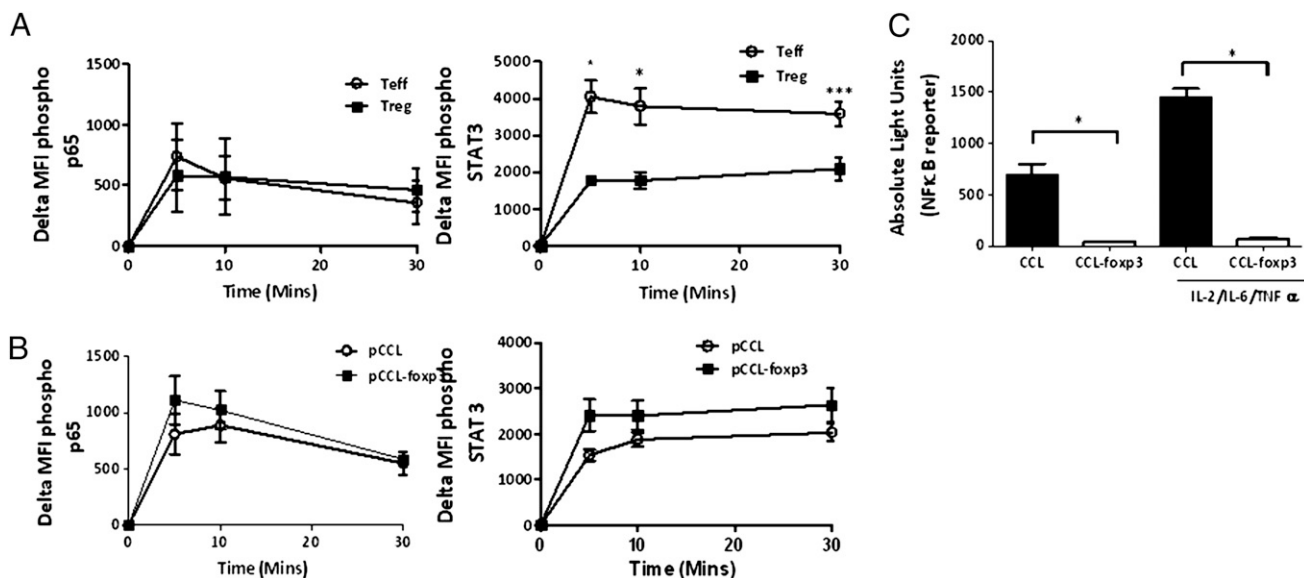 A
Delta MFI phospho
p65
1500
1000
500
0
0 10 20 30
Time (Mins)
Teff
Treg
Delta MFI phospho
STAT3
5000
4000
3000
2000
1000
0
0 10 20 30
Time (Mins)
Teff
Treg
* * ***
B
Delta MFI phospho
p65
1500
1000
500
0
0 10 20 30
Time (Mins)
pCCL
pCCL-foxp
Delta MFI phospho
STAT 3
4000
3000
2000
1000
0
0 10 20 30
Time (Mins)
pCCL
pCCL-foxp3
C
Absolute Light Units
(NFκ B reporter)
2000
1500
1000
500
0
* *
CCL CCL-foxp3 CCL CCL-foxp3
IL-2/IL-6/TNF α